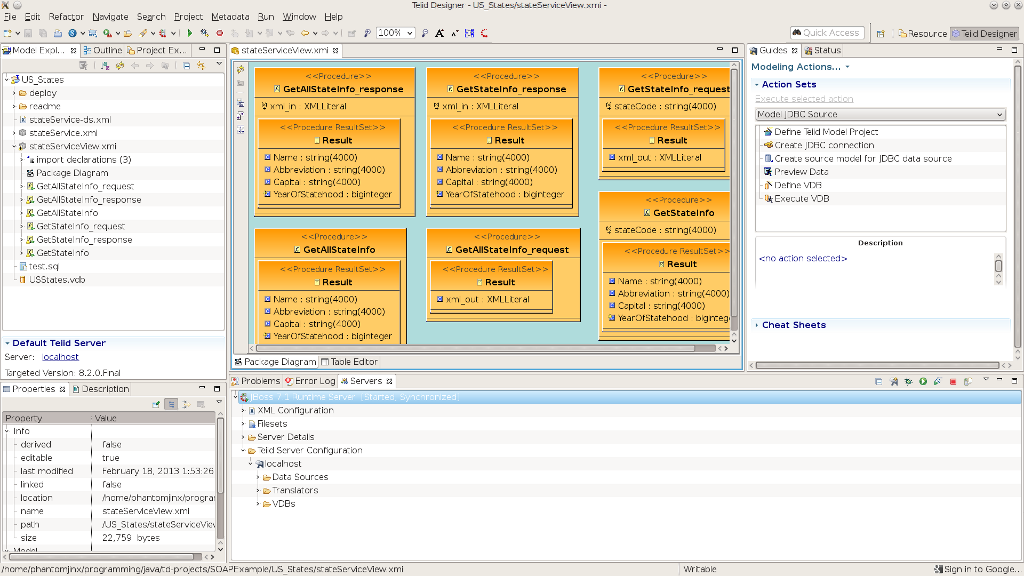 Teiid Designer - US_States/stateServiceView.xmi -
File Edit Refactor Navigate Search Project Metadata Run Window Help
100%
Quick Access
Resource
Teiid Designer
Model Expl...
Outline
Project Ex...
US_States
deploy
readme
stateService-ds.xml
stateService.xmi
stateServiceView.xmi
import declarations (3)
Package Diagram
GetAllStateInfo_request
GetAllStateInfo_response
GetAllStateInfo
GetStateInfo_request
GetStateInfo_response
GetStateInfo
test.sql
USStates.vdb
Default Teiid Server
Server: localhost
Targeted Version: 8.2.0.Final
stateServiceView.xmi
<<Procedure>>
GetAllStateInfo_response
xml_in : XMLLiteral
<<Procedure ResultSet>>
Result
Name : string(4000)
Abbreviation : string(4000)
Capital : string(4000)
YearOfStatehood : biginteger
<<Procedure>>
GetStateInfo_response
xml_in : XMLLiteral
<<Procedure ResultSet>>
Result
Name : string(4000)
Abbreviation : string(4000)
Capital : string(4000)
YearOfStatehood : biginteger
<<Procedure>>
GetStateInfo_request
stateCode : string(4000)
<<Procedure ResultSet>>
Result
xml_out : XMLLiteral
<<Procedure>>
GetAllStateInfo
<<Procedure ResultSet>>
Result
Name : string(4000)
Abbreviation : string(4000)
Capital : string(4000)
YearOfStatehood : biginteger
<<Procedure>>
GetAllStateInfo_request
<<Procedure ResultSet>>
Result
xml_out : XMLLiteral
<<Procedure>>
GetStateInfo
stateCode : string(4000)
<<Procedure ResultSet>>
Result
Name : string(4000)
Abbreviation : string(4000)
Capital : string(4000)
YearOfStatehood : biginteg
Package Diagram
Table Editor
Guides
Status
Modeling Actions...
Action Sets
Execute selected action
Model JDBC Source
Define Teiid Model Project
Create JDBC connection
Create source model for JDBC data source
Preview Data
Define VDB
Execute VDB
Description
<no action selected>
Cheat Sheets
Properties
Description
Property Value
Info
derived false
editable true
last modified February 18, 2013 1:53:26
linked false
location /home/phantomjinx/progra
name stateServiceView.xmi
path /US_States/stateServiceView
size 22,759 bytes
Model
Problems
Error Log
Servers
JBoss 7.1 Runtime Server [Started, Synchronized]
XML Configuration
Filesets
Server Details
Teiid Server Configuration
localhost
Data Sources
Translators
VDBs
/home/phantomjinx/programming/java/td-projects/SOAPExample/US_States/stateServiceView.xmi
Writable
Sign in to Google...